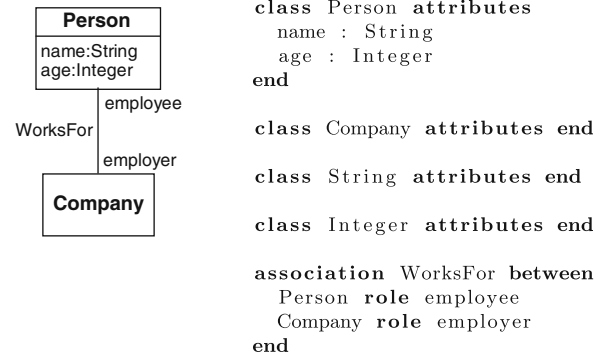 Person
name:String
age:Integer
employee
WorksFor
employer
Company
class Person attributes
name : String
age : Integer
end
class Company attributes end
class String attributes end
class Integer attributes end
association WorksFor between
Person role employee
Company role employer
end